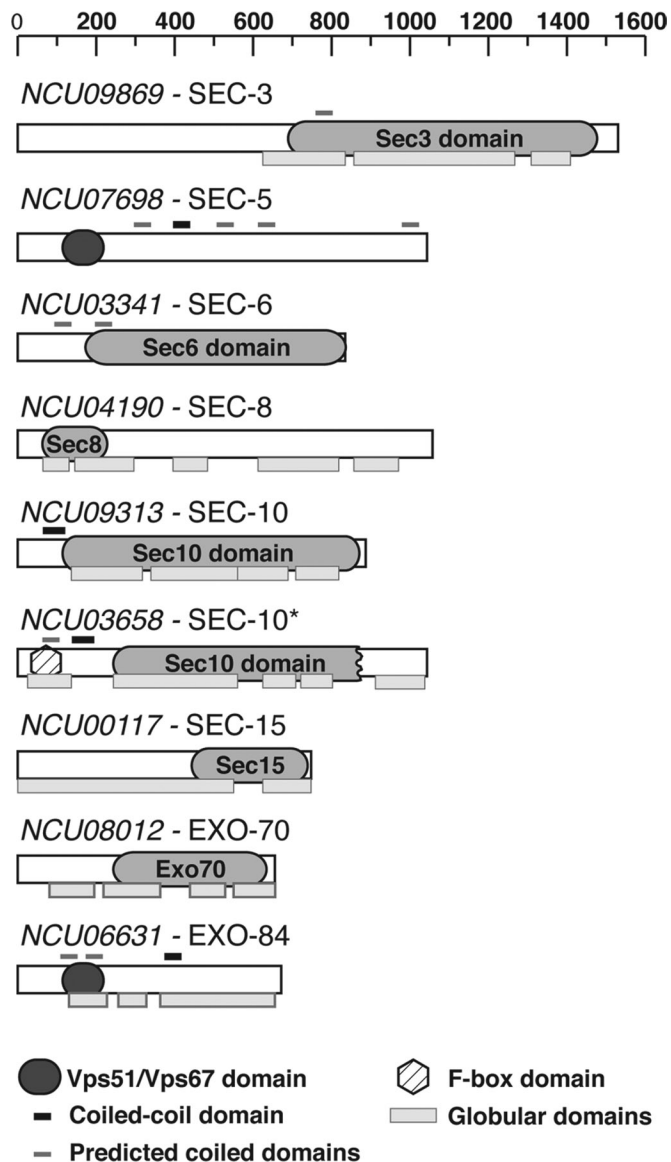 0 200 400 600 800 1000 1200 1400 1600
NCU09869 - SEC-3
Sec3 domain
NCU07698 - SEC-5
NCU03341 - SEC-6
Sec6 domain
NCU04190 - SEC-8
Sec8
NCU09313 - SEC-10
Sec10 domain
NCU03658 - SEC-10*
Sec10 domain
NCU00117 - SEC-15
Sec15
NCU08012 - EXO-70
Exo70
NCU06631 - EXO-84
Vps51/Vps67 domain
F-box domain
Coiled-coil domain
Globular domains
Predicted coiled domains